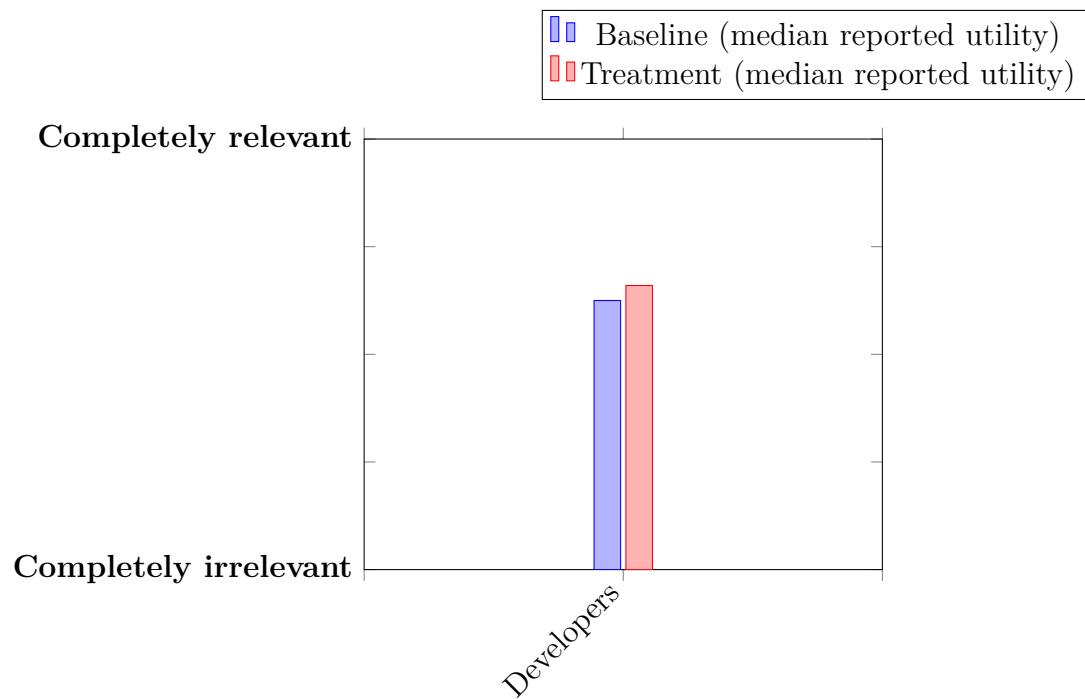 Baseline (median reported utility)
Treatment (median reported utility)
Completely relevant
Completely irrelevant
Developers